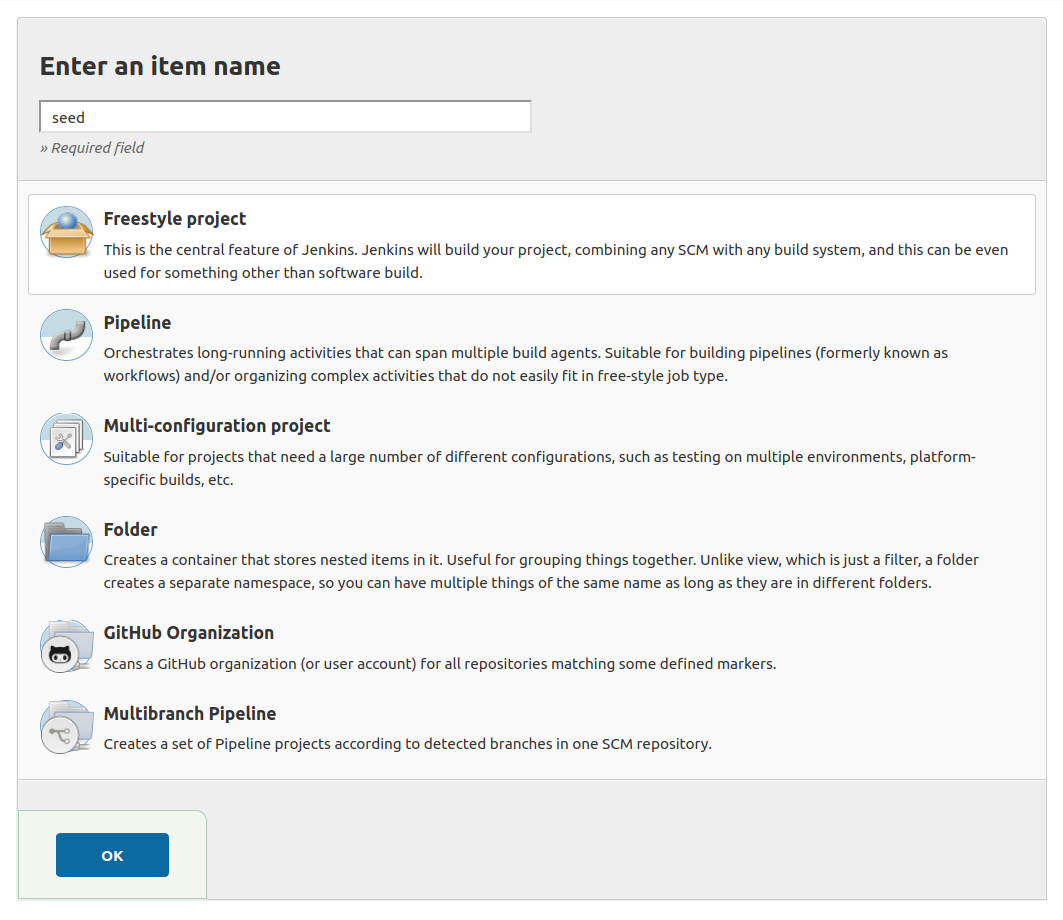 Enter an item name
seed
» Required field
Freestyle project
This is the central feature of Jenkins. Jenkins will build your project, combining any SCM with any build system, and this can be even
used for something other than software build.
Pipeline
Orchestrates long-running activities that can span multiple build agents. Suitable for building pipelines (formerly known as
workflows) and/or organizing complex activities that do not easily fit in free-style job type.
Multi-configuration project
Suitable for projects that need a large number of different configurations, such as testing on multiple environments, platform-
specific builds, etc.
Folder
Creates a container that stores nested items in it. Useful for grouping things together. Unlike view, which is just a filter, a folder
creates a separate namespace, so you can have multiple things of the same name as long as they are in different folders.
GitHub Organization
Scans a GitHub organization (or user account) for all repositories matching some defined markers.
Multibranch Pipeline
Creates a set of Pipeline projects according to detected branches in one SCM repository.
OK